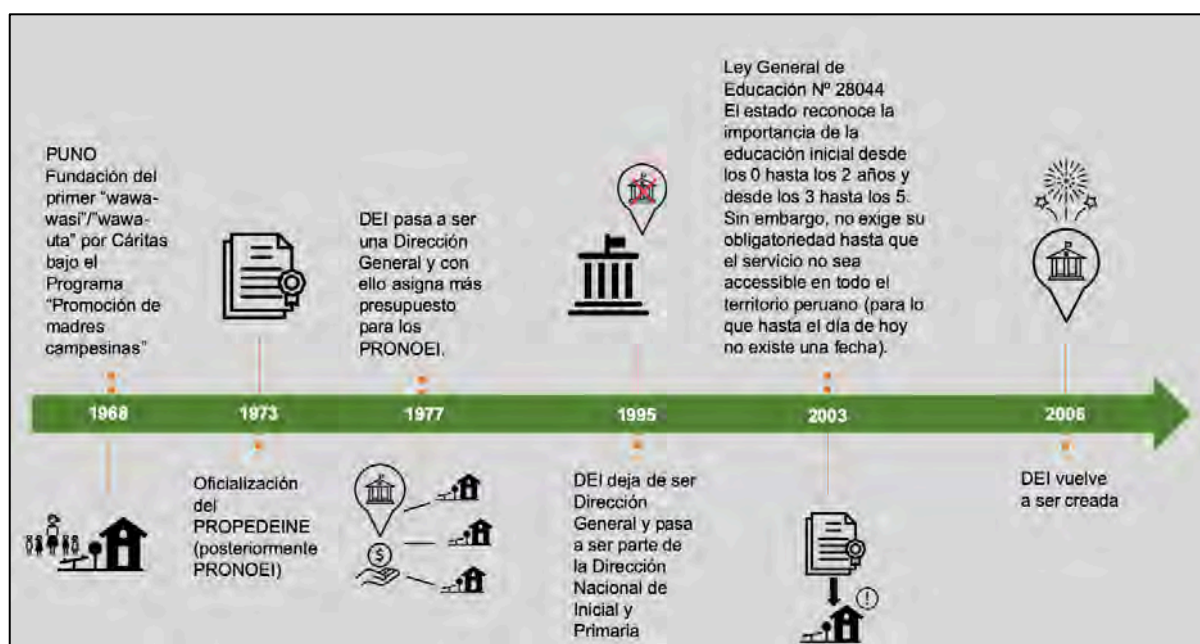 PUNO
Fundación del
primer "wawa-
wasi"/"wawa-
uta" por Cáritas
bajo el
Programa
"Promoción de
madres
campesinas"
DEI pasa a ser
una Dirección
General y con
ello asigna más
presupuesto
para los
PRONOEI.
Ley General de
Educación Nº 28044
El estado reconoce la
importancia de la
educación inicial desde
los 0 hasta los 2 años y
desde los 3 hasta los 5.
Sin embargo, no exige su
obligatoriedad hasta que
el servicio no sea
accessible en todo el
territorio peruano (para lo
que hasta el día de hoy
no existe una fecha).
1968 1973 1977 1995 2003 2006
Oficialización
del
PROPEDEINE
(posteriormente
PRONOEI)
$
DEI deja de ser
Dirección
General y pasa
a ser parte de
la Dirección
Nacional de
Inicial y
Primaria
!
DEI vuelve
a ser creada